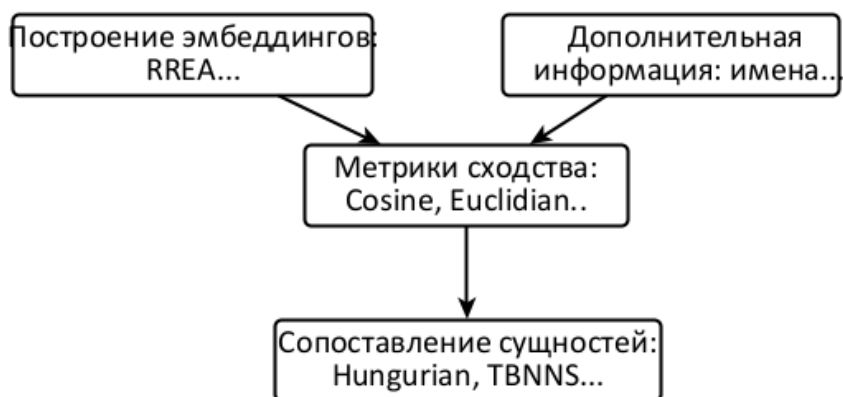 Построение эмбеддингов:
RREA...
Дополнительная
информация: имена...
Метрики сходства:
Cosine, Euclidian..
Сопоставление сущностей:
Hungurian, TBNNS...